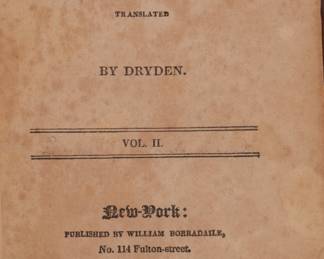 TRANSLATED
BY DRYDEN.
VOL. II.
New-York:
PUBLISHED BY WILLIAM BORRADAILE,
No. 114 Fulton-street.